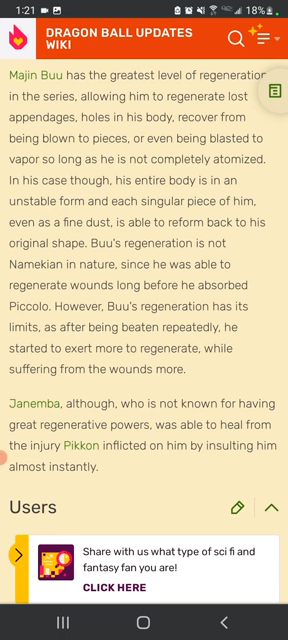 1:21
18%
DRAGON BALL UPDATES
WIKI
Majin Buu has the greatest level of regeneration
in the series, allowing him to regenerate lost
appendages, holes in his body, recover from
being blown to pieces, or even being blasted to
vapor so long as he is not completely atomized.
In his case though, his entire body is in an
unstable form and each singular piece of him,
even as a fine dust, is able to reform back to his
original shape. Buu's regeneration is not
Namekian in nature, since he was able to
regenerate wounds long before he absorbed
Piccolo. However, Buu's regeneration has its
limits, as after being beaten repeatedly, he
started to exert more to regenerate, while
suffering from the wounds more.
Janemba, although, who is not known for having
great regenerative powers, was able to heal from
the injury Pikkon inflicted on him by insulting him
almost instantly.
Users
Share with us what type of sci fi and
fantasy fan you are!
CLICK HERE